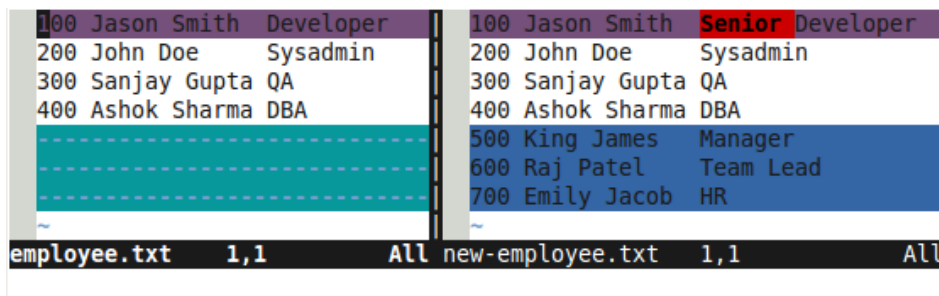 100 Jason Smith  Developer
200 John Doe     Sysadmin
300 Sanjay Gupta QA
400 Ashok Sharma DBA
-----------------------------
-----------------------------
-----------------------------
~
employee.txt    1,1         All
100 Jason Smith  Senior Developer
200 John Doe     Sysadmin
300 Sanjay Gupta QA
400 Ashok Sharma DBA
500 King James   Manager
600 Raj Patel    Team Lead
700 Emily Jacob  HR
~
new-employee.txt   1,1            All